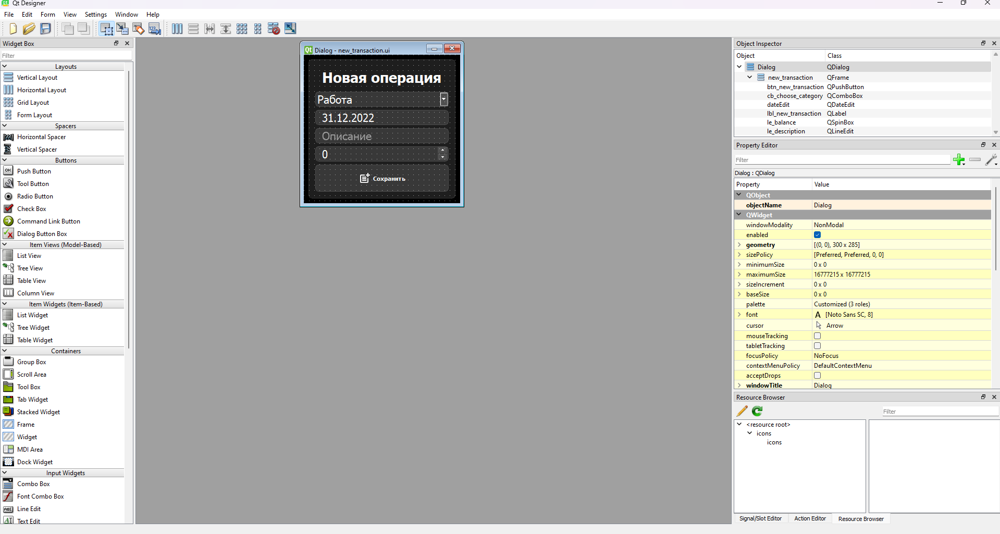 Qt Designer
File Edit Form View Settings Window Help
Widget Box
Filter
Layouts
Vertical Layout
Horizontal Layout
Grid Layout
Form Layout
Spacers
Horizontal Spacer
Vertical Spacer
Buttons
Push Button
Tool Button
Radio Button
Check Box
Command Link Button
Dialog Button Box
Item Views (Model-Based)
List View
Tree View
Table View
Column View
Item Widgets (Item-Based)
List Widget
Tree Widget
Table Widget
Containers
Group Box
Scroll Area
Tool Box
Tab Widget
Stacked Widget
Frame
Widget
MDI Area
Dock Widget
Input Widgets
Combo Box
Font Combo Box
Line Edit
Text Edit
Dialog - new_transaction.ui
Новая операция
Работа
31.12.2022
Описание
0
Сохранить
Object Inspector
Object Class
Dialog QDialog
new_transaction QFrame
btn_new_transaction QPushButton
cb_choose_category QComboBox
dateEdit QDateEdit
lbl_new_transaction QLabel
le_balance QSpinBox
le_description QLineEdit
Property Editor
Filter
Dialog : QDialog
Property Value
QObject
objectName Dialog
QWidget
windowModality NonModal
enabled
geometry [(0, 0), 300 x 285]
sizePolicy [Preferred, Preferred, 0, 0]
minimumSize 0 x 0
maximumSize 16777215 x 16777215
sizeIncrement 0 x 0
baseSize 0 x 0
palette Customized (3 roles)
font A [Noto Sans SC, 8]
cursor Arrow
mouseTracking
tabletTracking
focusPolicy NoFocus
contextMenuPolicy DefaultContextMenu
acceptDrops
windowTitle Dialog
Resource Browser
Filter
<resource root>
icons
icons
Signal/Slot Editor Action Editor Resource Browser